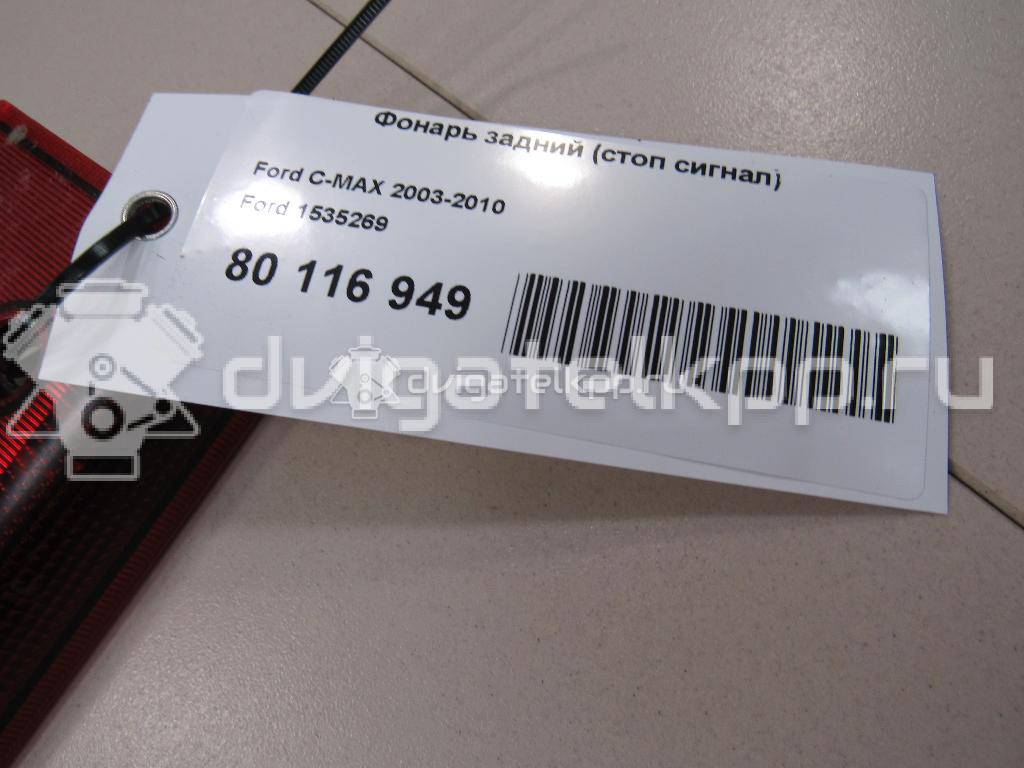 Фонарь задний (стоп сигнал)
Ford C-MAX 2003-2010
Ford 1535269
80 116 949
dvigatelkpp.ru
dvigatelkpp.ru